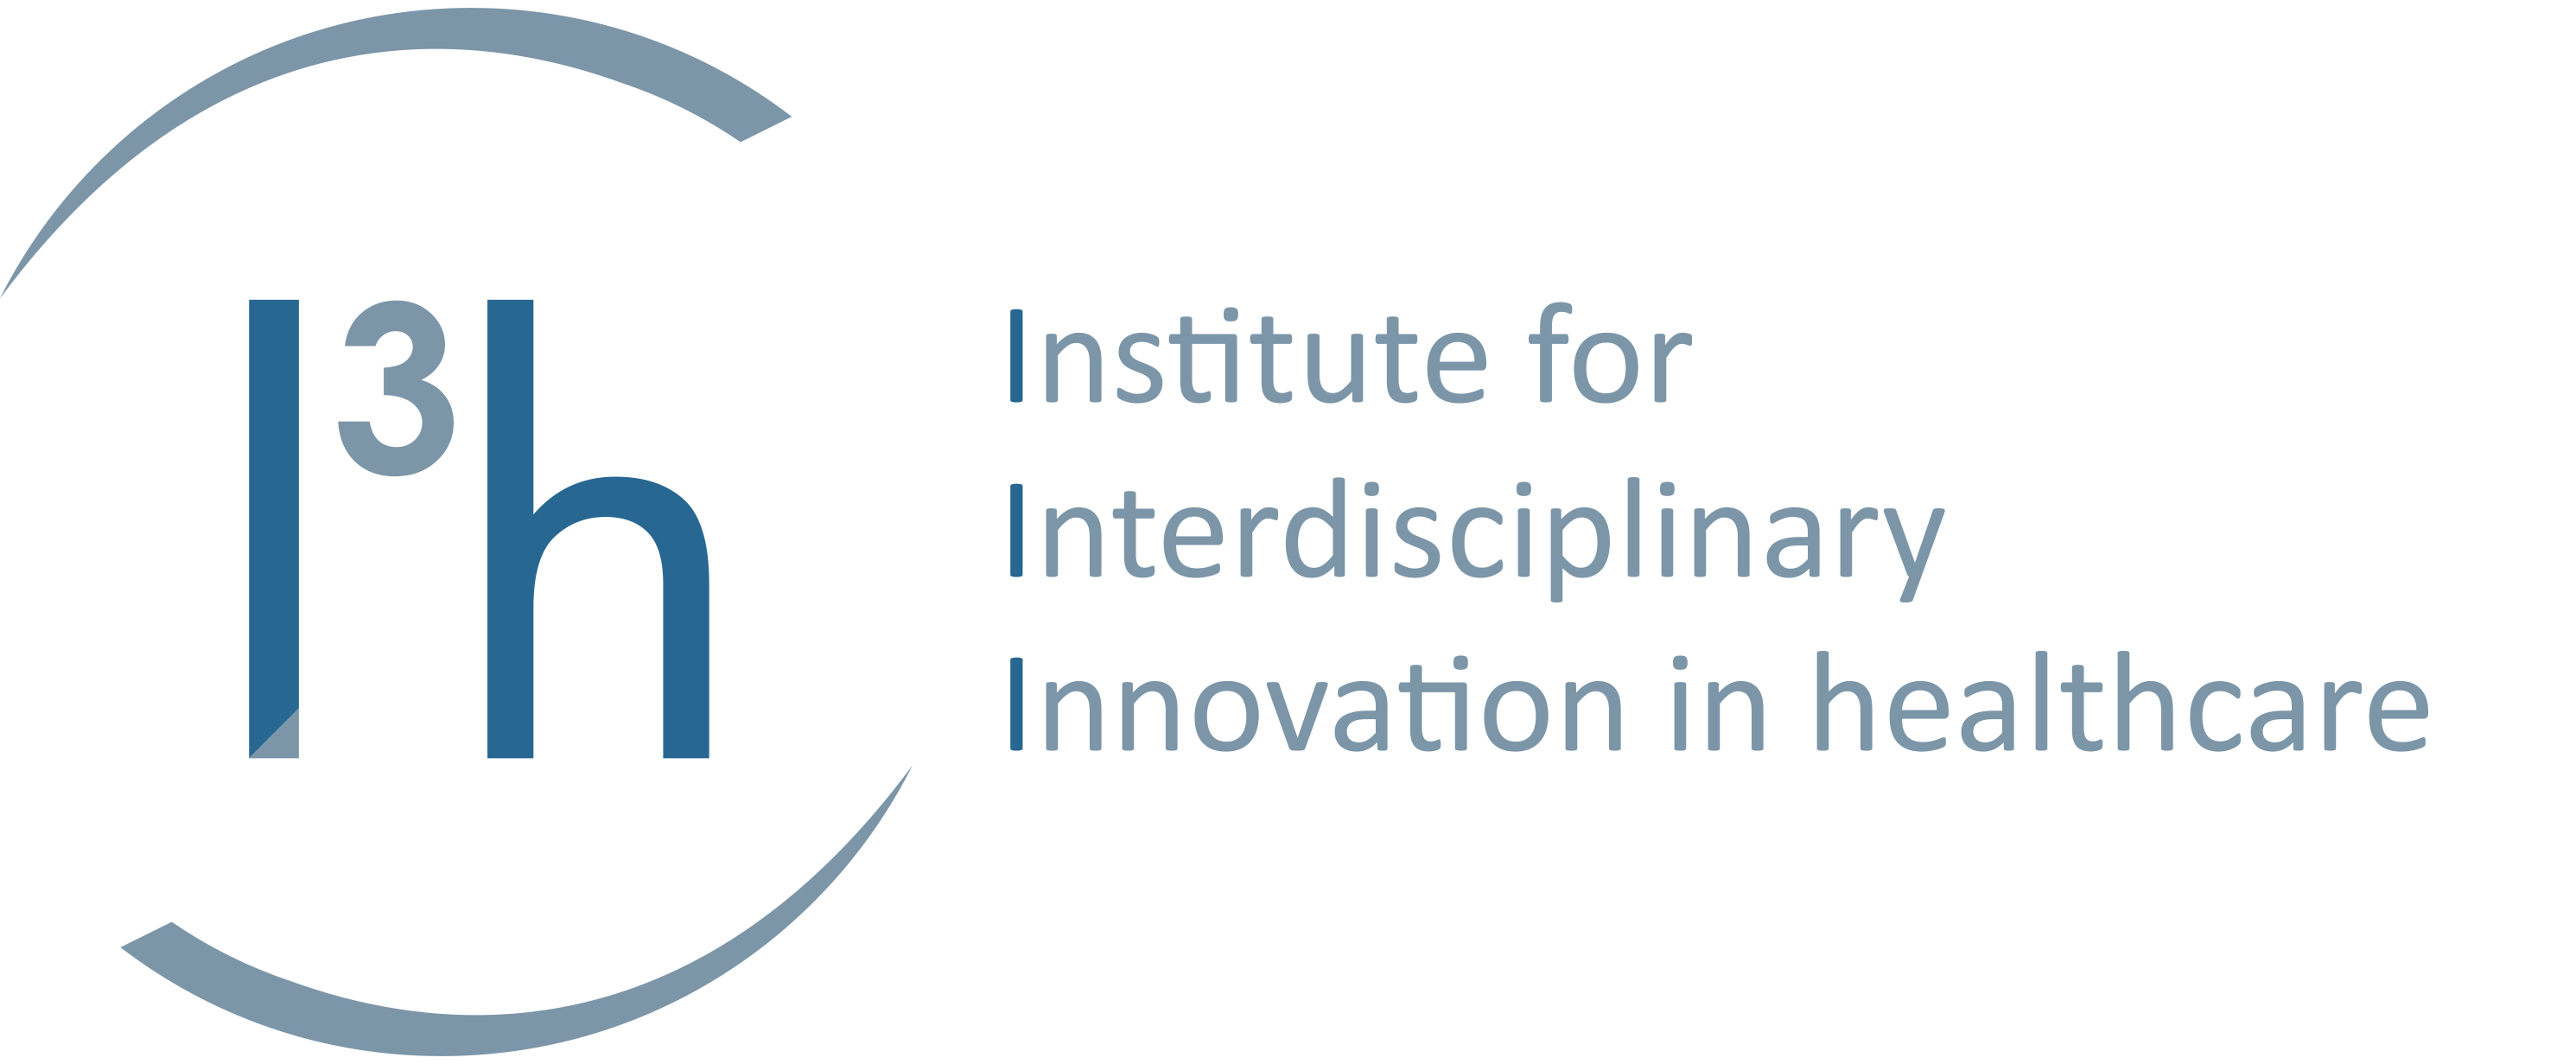 I³h
Institute for
Interdisciplinary
Innovation in healthcare